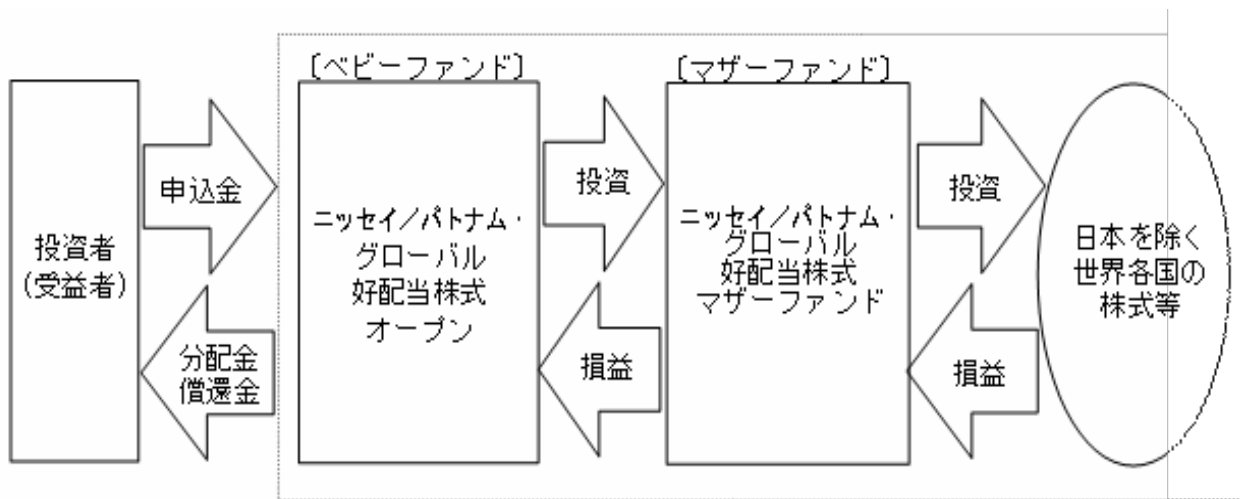 〔ベビーファンド〕
〔マザーファンド〕
投資者
(受益者)
申込金
分配金
償還金
ニッセイ/パトナム・
グローバル
好配当株式
オープン
投資
損益
ニッセイ/パトナム・
グローバル
好配当株式
マザーファンド
投資
損益
日本を除く
世界各国の
株式等